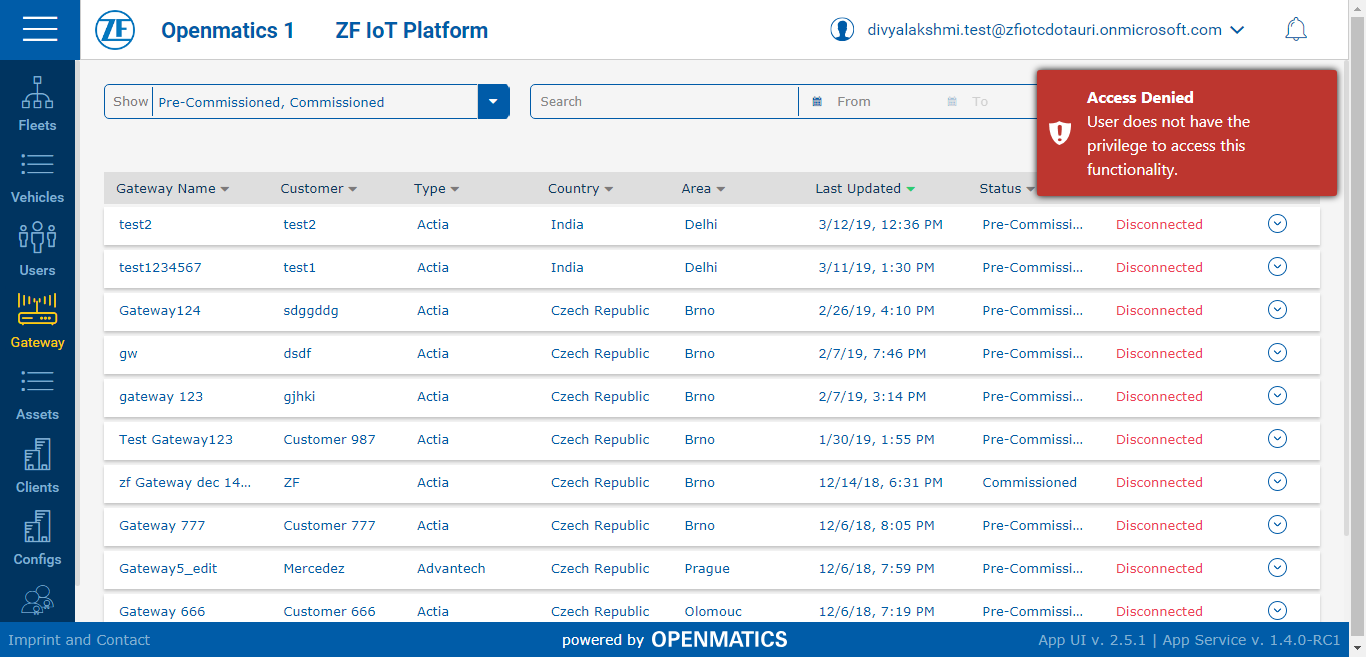 ZF Openmatics 1 ZF IoT Platform divyalakshmi.test@zfiotcdotauri.onmicrosoft.com
Fleets
Vehicles
Users
Gateway
Assets
Clients
Configs
Show Pre-Commissioned, Commissioned Search From To
Access Denied
User does not have the
privilege to access this
functionality.
Gateway Name Customer Type Country Area Last Updated Status
test2 test2 Actia India Delhi 3/12/19, 12:36 PM Pre-Commissi... Disconnected
test1234567 test1 Actia India Delhi 3/11/19, 1:30 PM Pre-Commissi... Disconnected
Gateway124 sdggddg Actia Czech Republic Brno 2/26/19, 4:10 PM Pre-Commissi... Disconnected
gw dsdf Actia Czech Republic Brno 2/7/19, 7:46 PM Pre-Commissi... Disconnected
gateway 123 gjhki Actia Czech Republic Brno 2/7/19, 3:14 PM Pre-Commissi... Disconnected
Test Gateway123 Customer 987 Actia Czech Republic Brno 1/30/19, 1:55 PM Pre-Commissi... Disconnected
zf Gateway dec 14... ZF Actia Czech Republic Brno 12/14/18, 6:31 PM Commissioned Disconnected
Gateway 777 Customer 777 Actia Czech Republic Brno 12/6/18, 8:05 PM Pre-Commissi... Disconnected
Gateway5_edit Mercedez Advantech Czech Republic Prague 12/6/18, 7:59 PM Pre-Commissi... Disconnected
Gateway 666 Customer 666 Actia Czech Republic Olomouc 12/6/18, 7:19 PM Pre-Commissi... Disconnected
Imprint and Contact powered by OPENMATICS App UI v. 2.5.1 | App Service v. 1.4.0-RC1